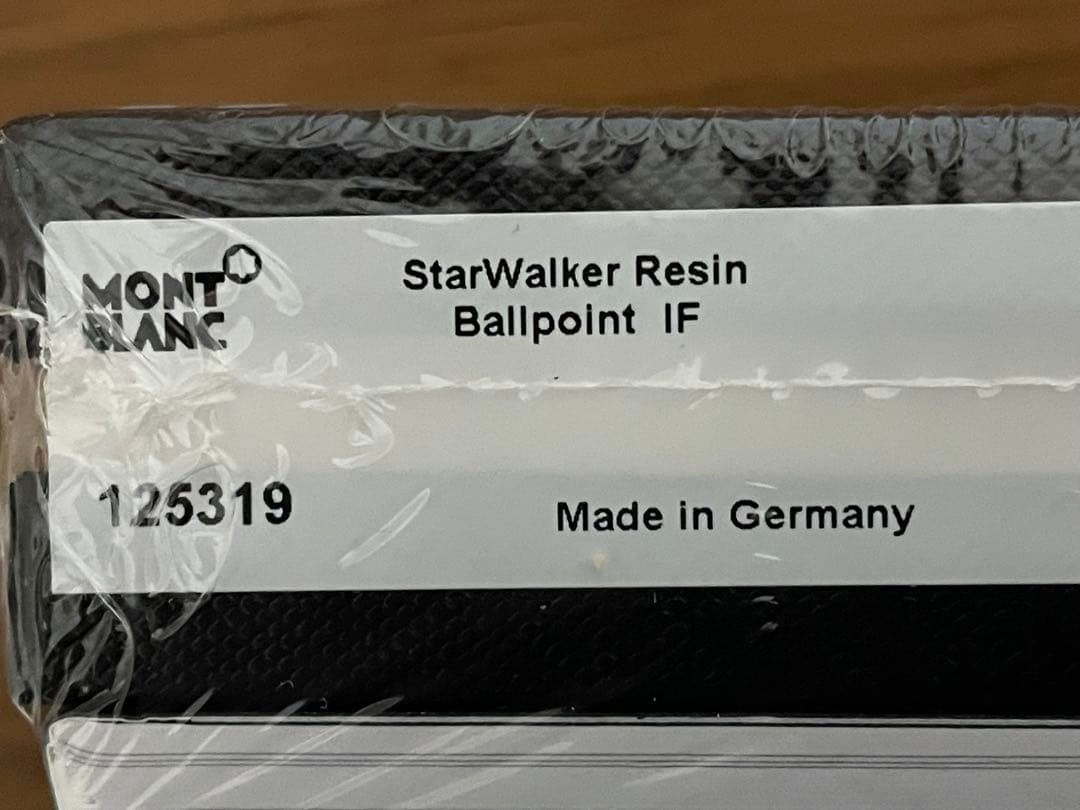 MONT
BLANC
StarWalker Resin
Ballpoint IF
125319
Made in Germany